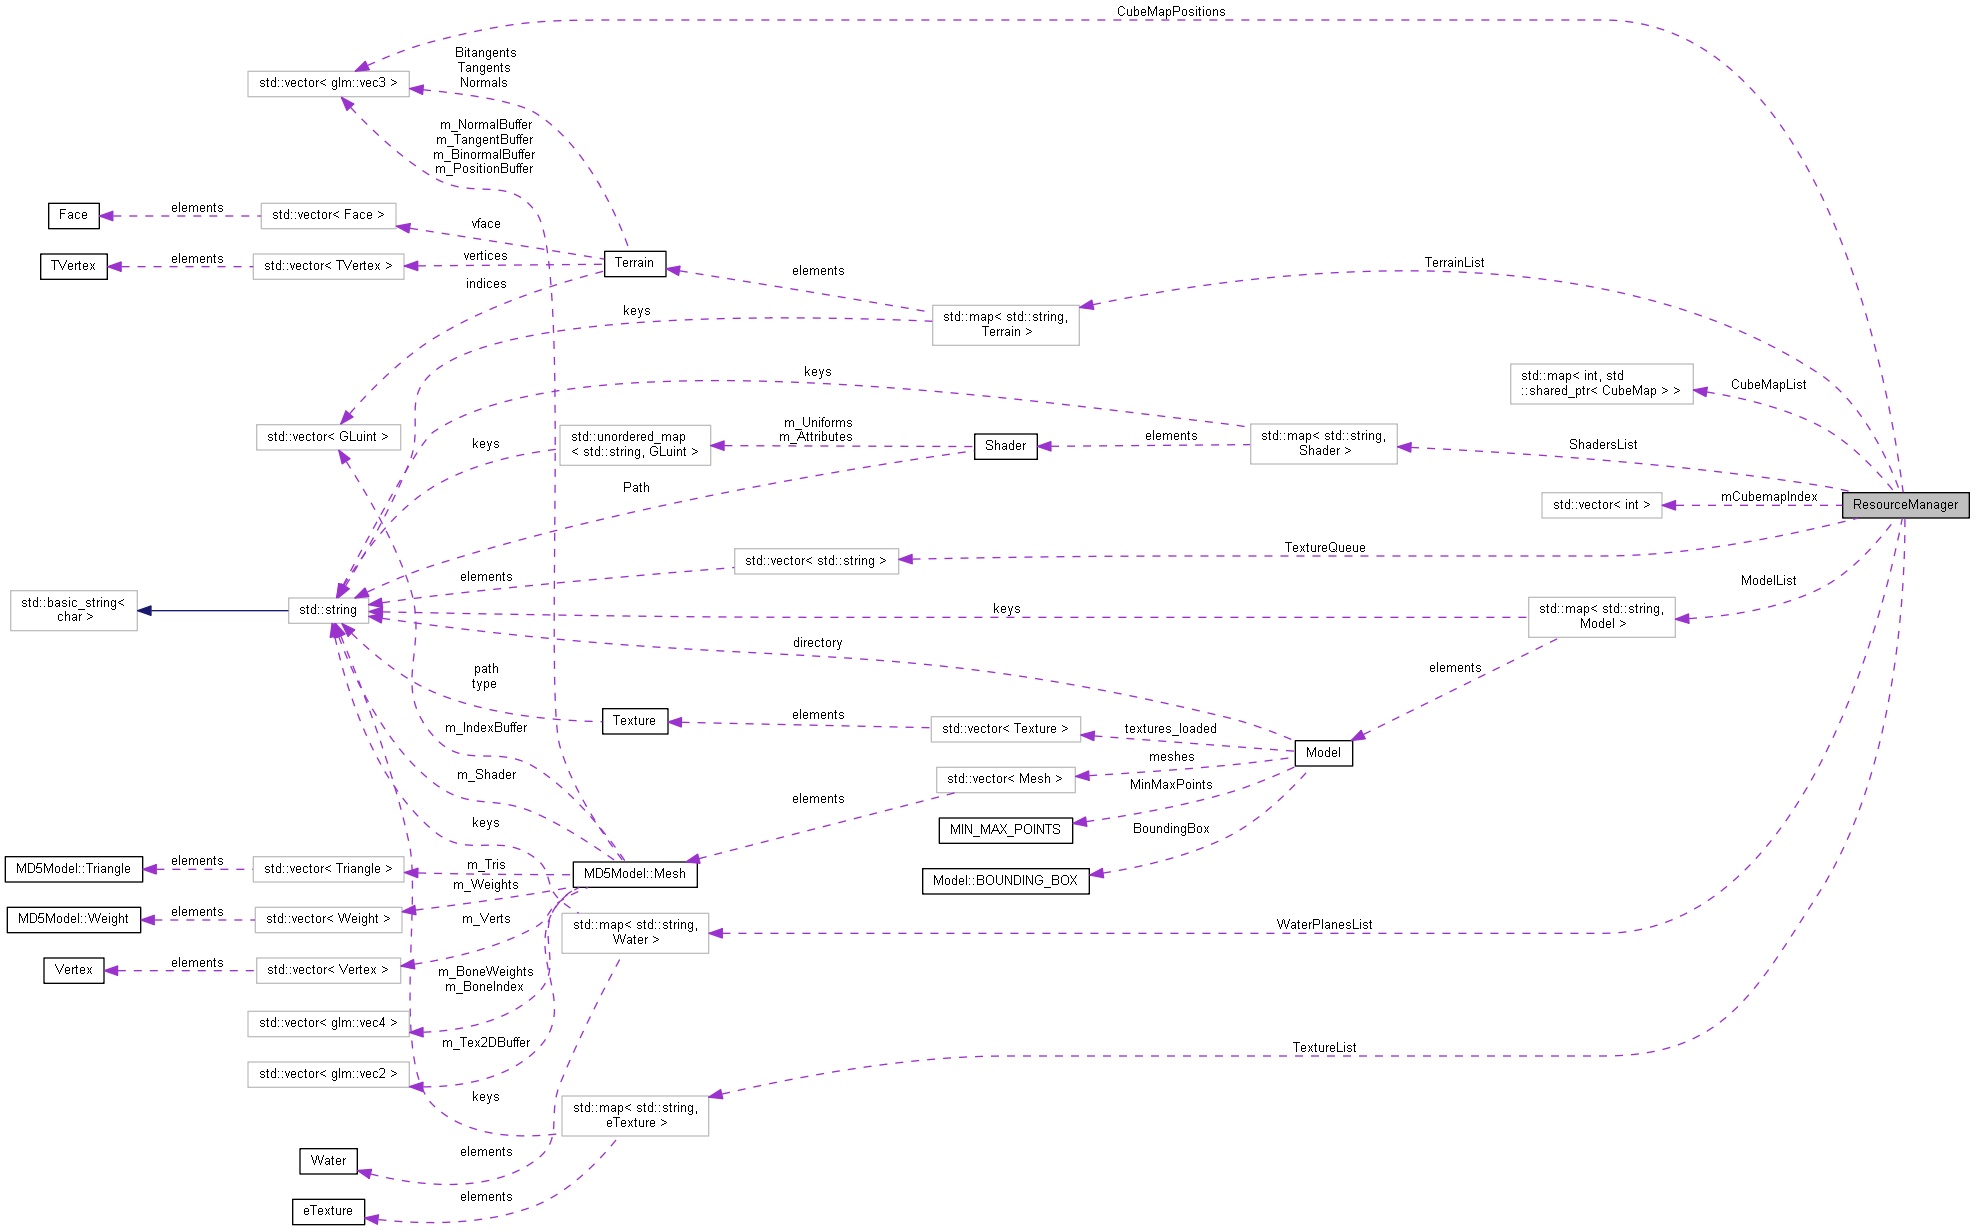 CubeMapPositions
Bitangents
Tangents
Normals
std::vector< glm::vec3 >
m_NormalBuffer
m_TangentBuffer
m_BinormalBuffer
m_PositionBuffer
elements
Face
std::vector< Face >
vface
elements
TVertex
std::vector< TVertex >
vertices
Terrain
indices
elements
TerrainList
keys
std::map< std::string,
Terrain >
keys
std::map< int, std
::shared_ptr< CubeMap > >
CubeMapList
std::vector< GLuint >
keys
std::unordered_map
< std::string, GLuint >
m_Uniforms
m_Attributes
Shader
elements
std::map< std::string,
Shader >
ShadersList
Path
std::vector< int >
mCubemapIndex
ResourceManager
std::vector< std::string >
TextureQueue
elements
ModelList
std::basic_string<
char >
std::string
keys
std::map< std::string,
Model >
directory
elements
path
type
Texture
elements
std::vector< Texture >
textures_loaded
m_IndexBuffer
Model
meshes
m_Shader
std::vector< Mesh >
MinMaxPoints
elements
keys
MIN_MAX_POINTS
BoundingBox
MD5Model::Triangle
elements
std::vector< Triangle >
m_Tris
MD5Model::Mesh
Model::BOUNDING_BOX
m_Weights
MD5Model::Weight
elements
std::vector< Weight >
m_Verts
std::map< std::string,
Water >
WaterPlanesList
Vertex
elements
std::vector< Vertex >
m_BoneWeights
m_BoneIndex
std::vector< glm::vec4 >
m_Tex2DBuffer
TextureList
std::vector< glm::vec2 >
keys
std::map< std::string,
eTexture >
Water
elements
eTexture
elements